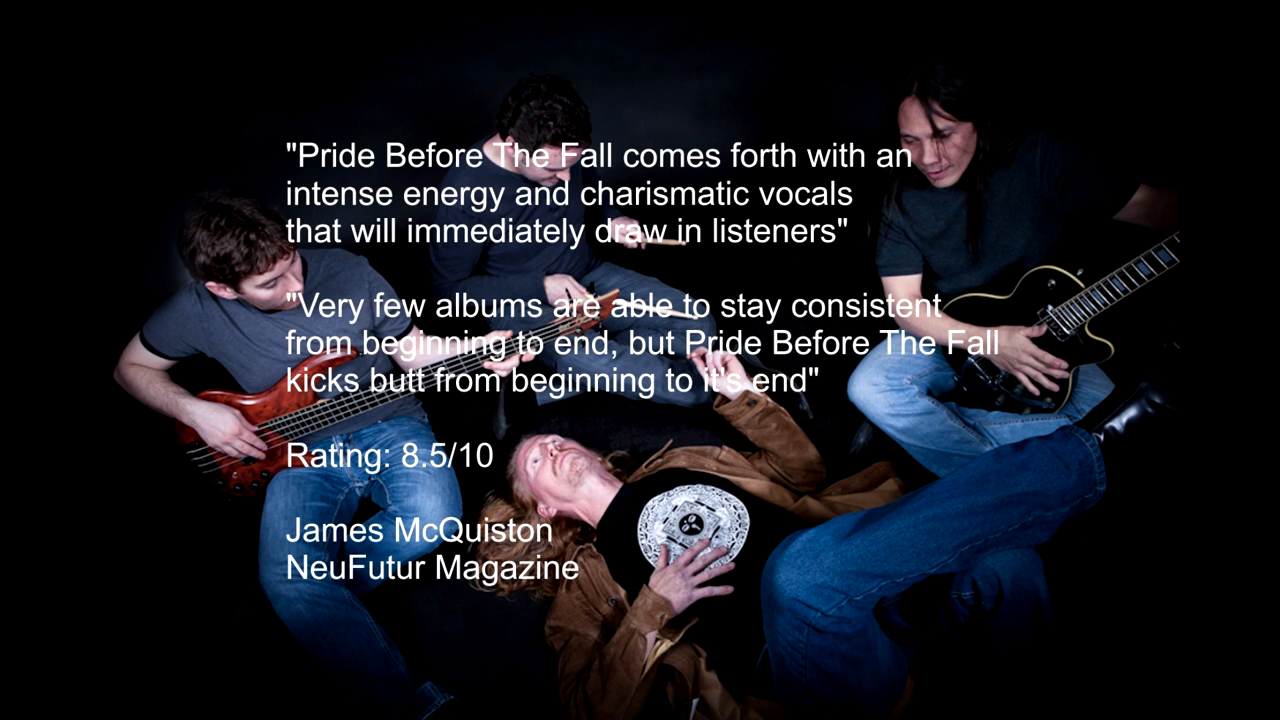 "Pride Before The Fall comes forth with an
intense energy and charismatic vocals
that will immediately draw in listeners"
"Very few albums are able to stay consistent
from beginning to end, but Pride Before The Fall
kicks butt from beginning to it's end"
Rating: 8.5/10
James McQuiston
NeuFutur Magazine